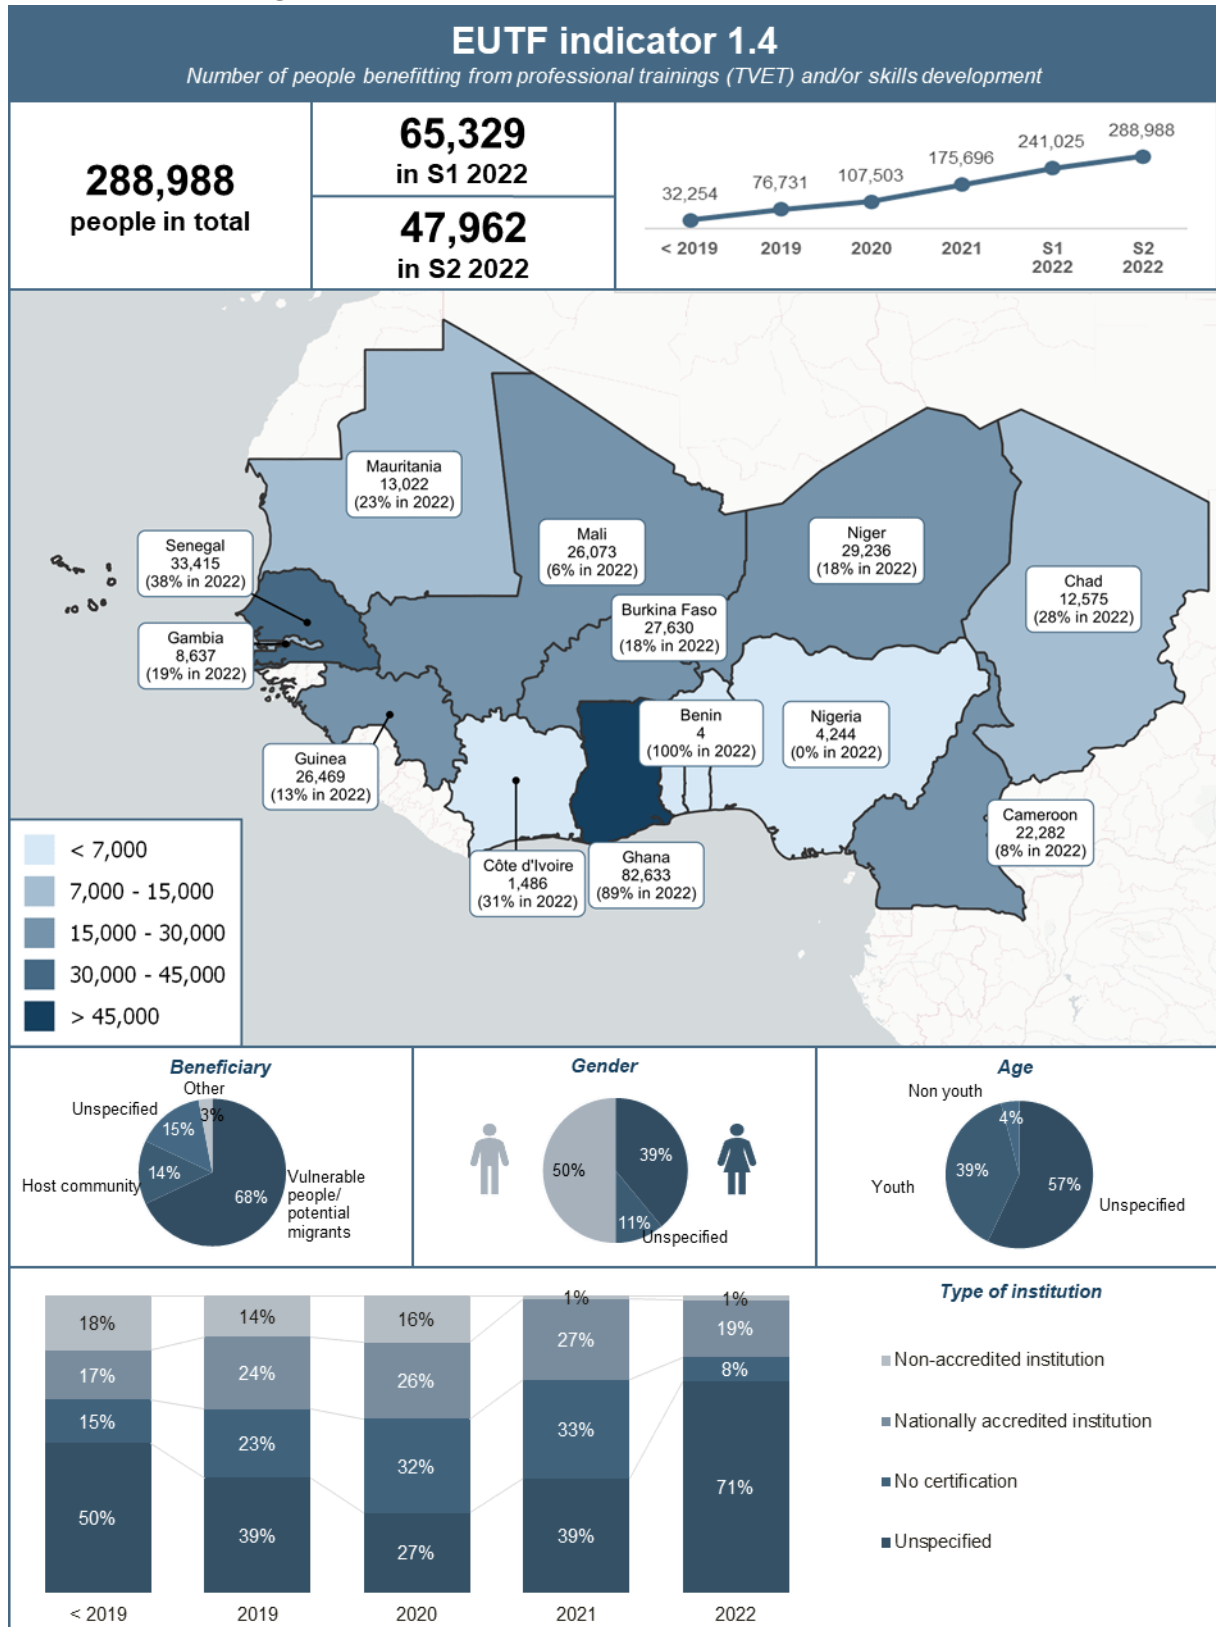 EUTF indicator 1.4
Number of people benefitting from professional trainings (TVET) and/or skills development
288,988
people in total
65,329
in S1 2022
47,962
in S2 2022
32,254
76,731
107,503
175,696
241,025
288,988
< 2019
2019
2020
2021
S1
2022
S2
2022
Mauritania
13,022
(23% in 2022)
Senegal
33,415
(38% in 2022)
Gambia
8,637
(19% in 2022)
Mali
26,073
(6% in 2022)
Niger
29,236
(18% in 2022)
Chad
12,575
(28% in 2022)
Burkina Faso
27,630
(18% in 2022)
Benin
4
(100% in 2022)
Nigeria
4,244
(0% in 2022)
Guinea
26,469
(13% in 2022)
Cameroon
22,282
(8% in 2022)
Côte d'Ivoire
1,486
(31% in 2022)
Ghana
82,633
(89% in 2022)
< 7,000
7,000 - 15,000
15,000 - 30,000
30,000 - 45,000
> 45,000
Beneficiary
Other
3%
Unspecified
15%
14%
Host community
68%
Vulnerable
people/
potential
migrants
Gender
50%
39%
11%
Unspecified
Age
Non youth
4%
39%
Youth
57%
Unspecified
18%
17%
15%
50%
14%
24%
23%
39%
16%
26%
32%
27%
1%
27%
33%
39%
1%
19%
8%
71%
< 2019
2019
2020
2021
2022
Type of institution
Non-accredited institution
Nationally accredited institution
No certification
Unspecified